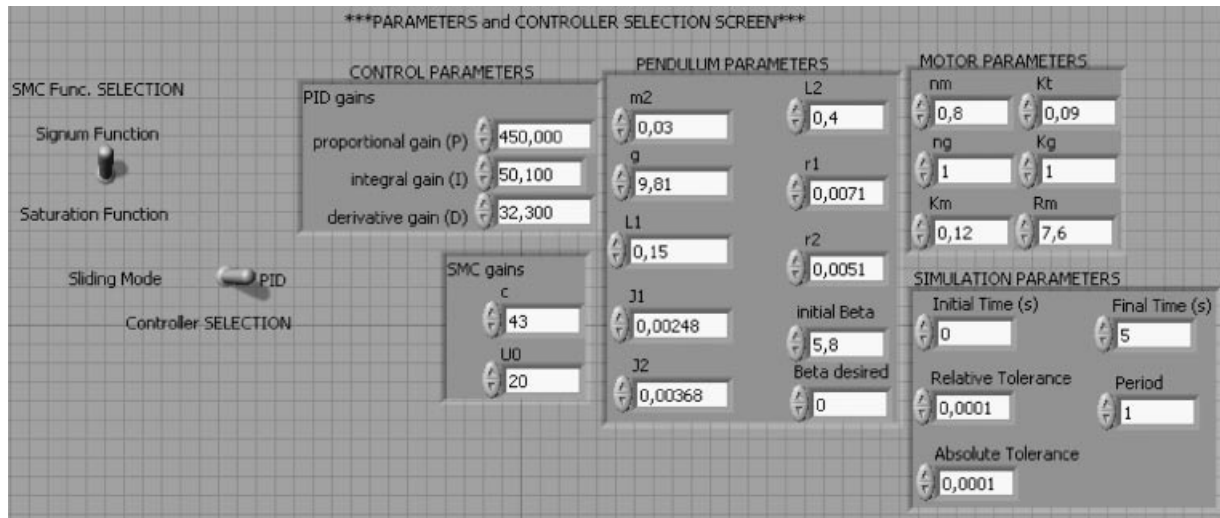 ***PARAMETERS and CONTROLLER SELECTION SCREEN***
SMC Func. SELECTION
Signum Function
Saturation Function
Sliding Mode
PID
Controller SELECTION
CONTROL PARAMETERS
PID gains
proportional gain (P) 450,000
integral gain (I) 50,100
derivative gain (D) 32,300
SMC gains
c
43
U0
20
PENDULUM PARAMETERS
m2
0,03
g
9,81
L1
0,15
J1
0,00248
J2
0,00368
L2
0,4
r1
0,0071
r2
0,0051
initial Beta
5,8
Beta desired
0
MOTOR PARAMETERS
nm
0,8
Kt
0,09
ng
1
Kg
1
Km
0,12
Rm
7,6
SIMULATION PARAMETERS
Initial Time (s)
0
Final Time (s)
5
Relative Tolerance
0,0001
Period
1
Absolute Tolerance
0,0001